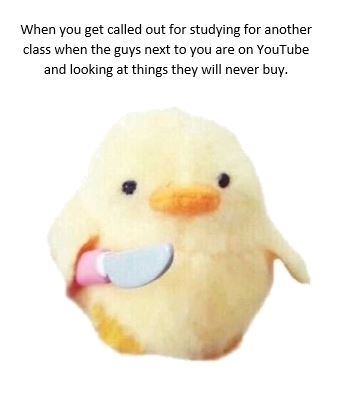 When you get called out for studying for another
class when the guys next to you are on YouTube
and looking at things they will never buy.